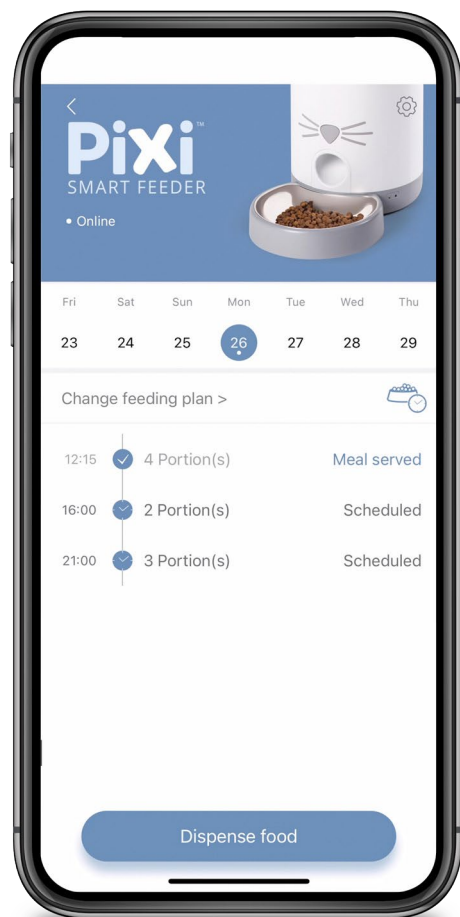 PiXi™
SMART FEEDER
• Online
Fri Sat Sun Mon Tue Wed Thu
23 24 25 26 27 28 29
Change feeding plan >
12:15 4 Portion(s) Meal served
16:00 2 Portion(s) Scheduled
21:00 3 Portion(s) Scheduled
Dispense food